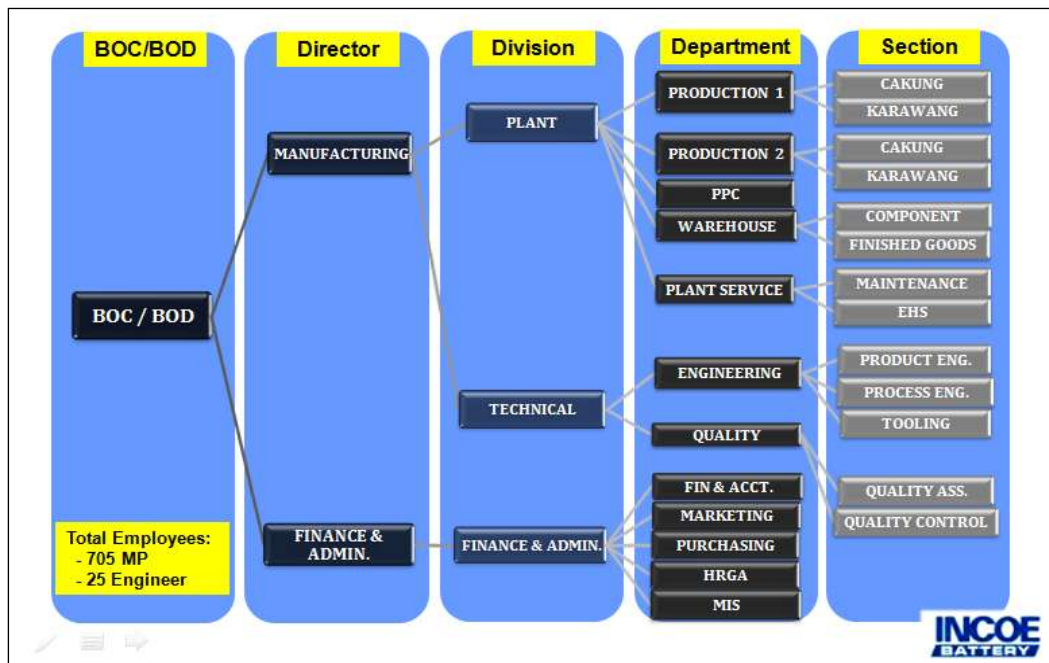 BOC/BOD
Director
Division
Department
Section
BOC / BOD
MANUFACTURING
FINANCE &
ADMIN.
PLANT
TECHNICAL
FINANCE & ADMIN.
PRODUCTION 1
PRODUCTION 2
PPC
WAREHOUSE
PLANT SERVICE
ENGINEERING
QUALITY
FIN & ACCT.
MARKETING
PURCHASING
HRGA
MIS
CAKUNG
KARAWANG
CAKUNG
KARAWANG
COMPONENT
FINISHED GOODS
MAINTENANCE
EHS
PRODUCT ENG.
PROCESS ENG.
TOOLING
QUALITY ASS.
QUALITY CONTROL
Total Employees:
- 705 MP
- 25 Engineer
INCOE
BATTERY